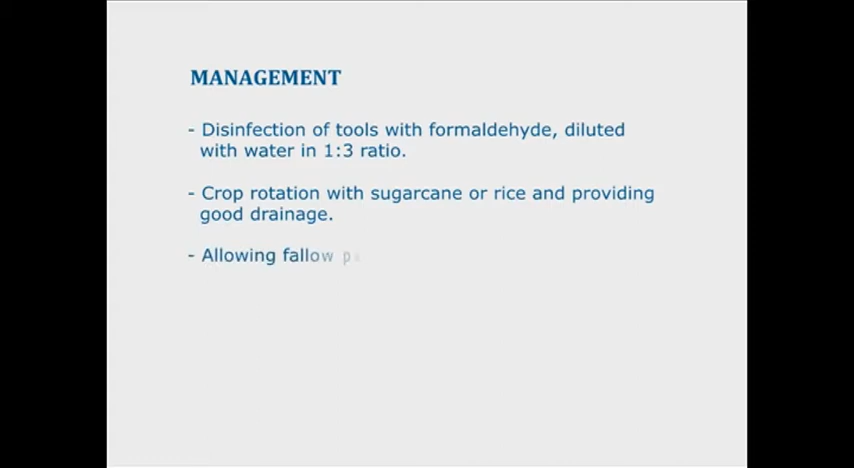 MANAGEMENT
- Disinfection of tools with formaldehyde, diluted
with water in 1:3 ratio.
- Crop rotation with sugarcane or rice and providing
good drainage.
- Allowing fallow